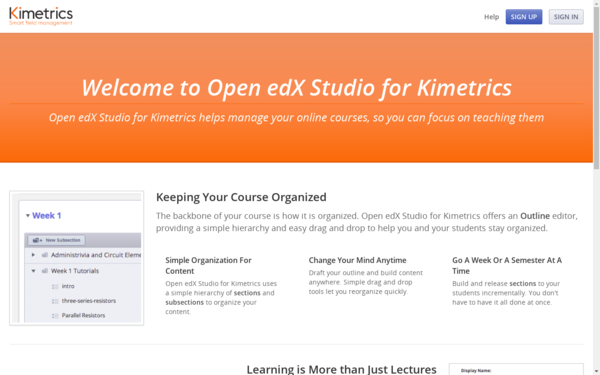 Kimetrics
Smart field management
Help
SIGN UP
SIGN IN
Welcome to Open edX Studio for Kimetrics
Open edX Studio for Kimetrics helps manage your online courses, so you can focus on teaching them
Week 1
New Subsection
Administrivia and Circuit Eleme
Week 1 Tutorials
intro
three-series-resistors
Parallel Resistors
Keeping Your Course Organized
The backbone of your course is how it is organized. Open edX Studio for Kimetrics offers an Outline editor,
providing a simple hierarchy and easy drag and drop to help you and your students stay organized.
Simple Organization For
Content
Open edX Studio for Kimetrics uses
a simple hierarchy of sections and
subsections to organize your
content.
Change Your Mind Anytime
Draft your outline and build content
anywhere. Simple drag and drop
tools let you reorganize quickly.
Go A Week Or A Semester At A
Time
Build and release sections to your
students incrementally. You don't
have to have it all done at once.
Learning is More than Just Lectures
Display Name: